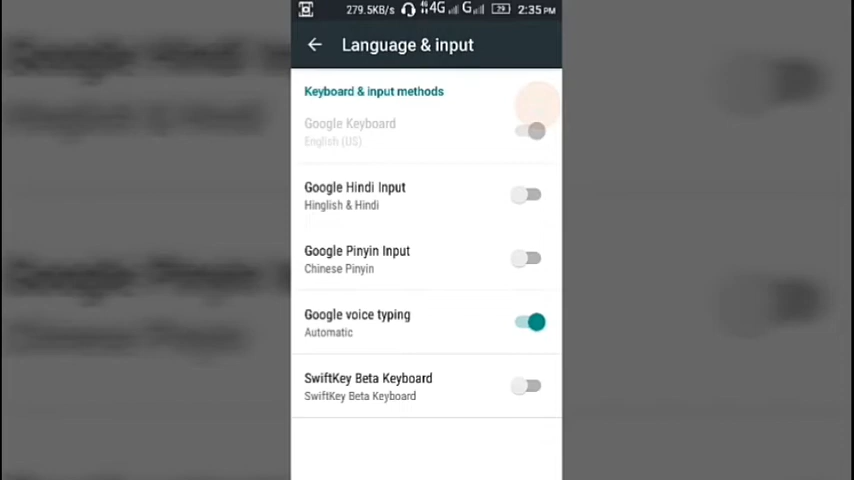 279.5KB/s 4G G 29 2:35 PM
Language & input
Keyboard & input methods
Google Keyboard
English (US)
Google Hindi Input
Hinglish & Hindi
Google Pinyin Input
Chinese Pinyin
Google voice typing
Automatic
SwiftKey Beta Keyboard
SwiftKey Beta Keyboard